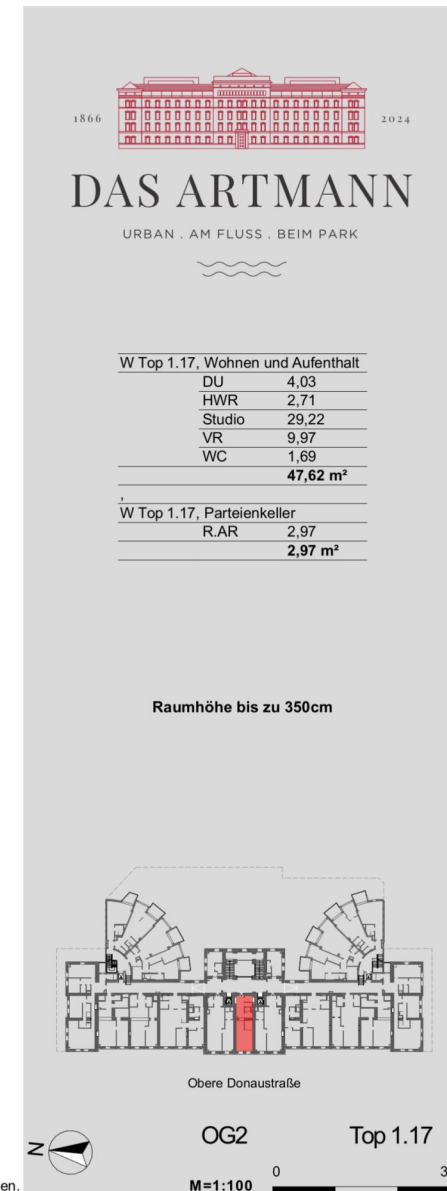 1866
2024
DAS ARTMANN
URBAN . AM FLUSS . BEIM PARK
W Top 1.17, Wohnen und Aufenthalt
DU 4,03
HWR 2,71
Studio 29,22
VR 9,97
WC 1,69
47,62 m²
,
W Top 1.17, Parteienkeller
R.AR 2,97
2,97 m²
Raumhöhe bis zu 350cm
Obere Donaustraße
N
OG2 Top 1.17
0 3
en. M=1:100